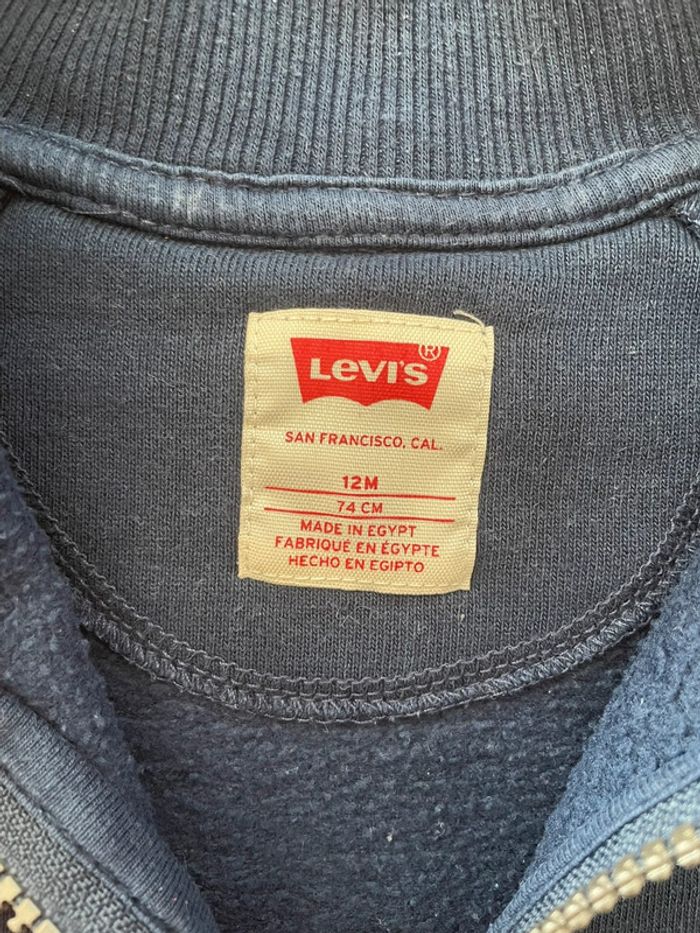 LEVI'S®
SAN FRANCISCO, CAL.
12M
74 CM
MADE IN EGYPT
FABRIQUÉ EN ÉGYPTE
HECHO EN EGIPTO